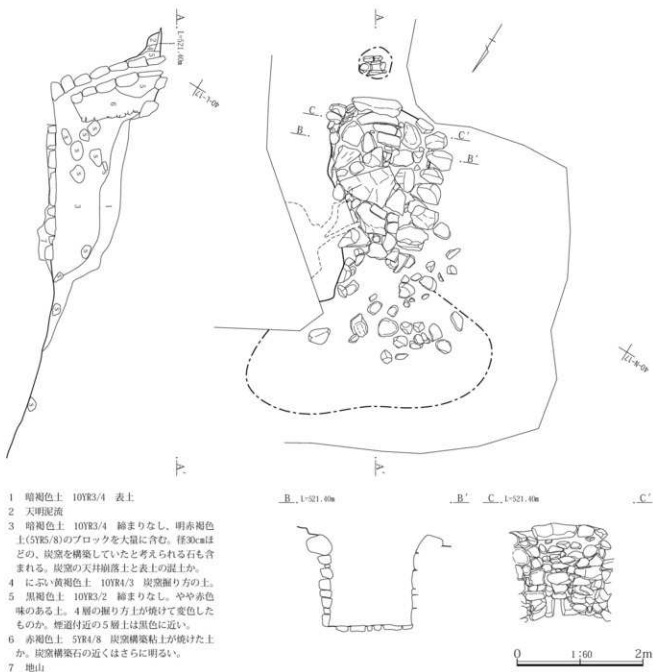 A
L=521.40m
A
C
B
C'
B'
A'
A'
1 暗褐色土 10YR3/4 表土
2 天明泥流
3 暗褐色土 10YR3/4 締まりなし、明赤褐色
土(5YR5/8)のブロックを大量に含む。径30cmほ
どの、炭窯を構築していたと考えられる石も含
まれる。炭窯の天井崩落土と表土の混土か。
4 にぶい黄褐色土 10YR4/3 炭窯掘り方の土。
5 黒褐色土 10YR3/2 締まりなし。やや赤色
味のある土。4層の掘り方土が焼けて変色した
ものか。煙道付近の5層土は黒色に近い。
6 赤褐色土 5YR4/8 炭窯構築粘土が焼けた土
か。炭窯構築石の近くはさらに明るい。
7 地山
B L=521.40m B'
C L=521.40m C'
0 1:60 2m